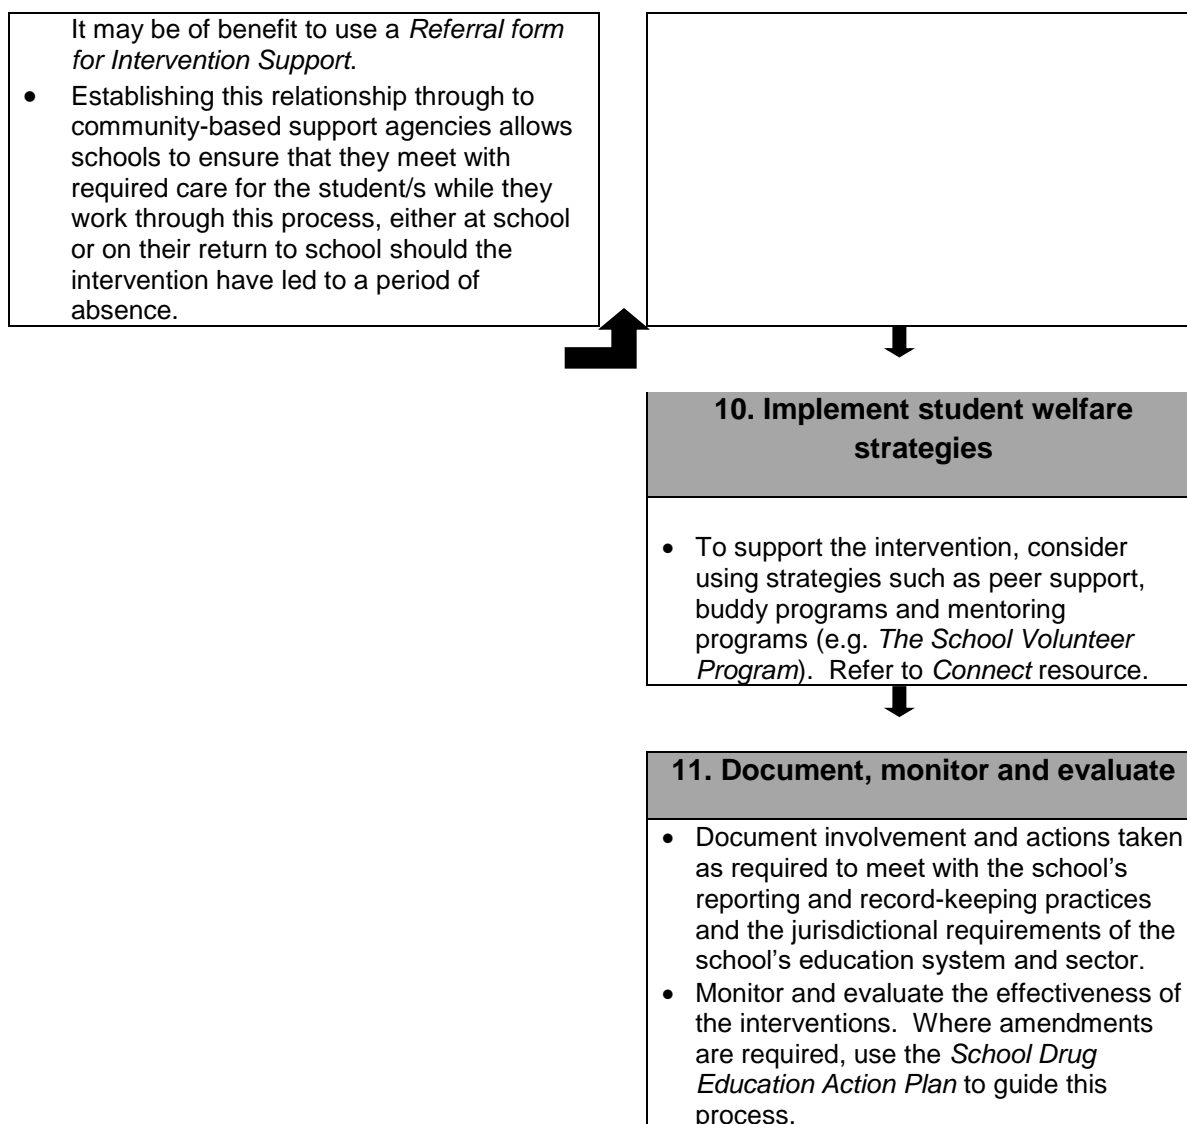 It may be of benefit to use a Referral form
for Intervention Support.
• Establishing this relationship through to
community-based support agencies allows
schools to ensure that they meet with
required care for the student/s while they
work through this process, either at school
or on their return to school should the
intervention have led to a period of
absence.
10. Implement student welfare
strategies
• To support the intervention, consider
using strategies such as peer support,
buddy programs and mentoring
programs (e.g. The School Volunteer
Program).  Refer to Connect resource.
11. Document, monitor and evaluate
• Document involvement and actions taken
as required to meet with the school’s
reporting and record-keeping practices
and the jurisdictional requirements of the
school’s education system and sector.
• Monitor and evaluate the effectiveness of
the interventions.  Where amendments
are required, use the School Drug
Education Action Plan to guide this
process.